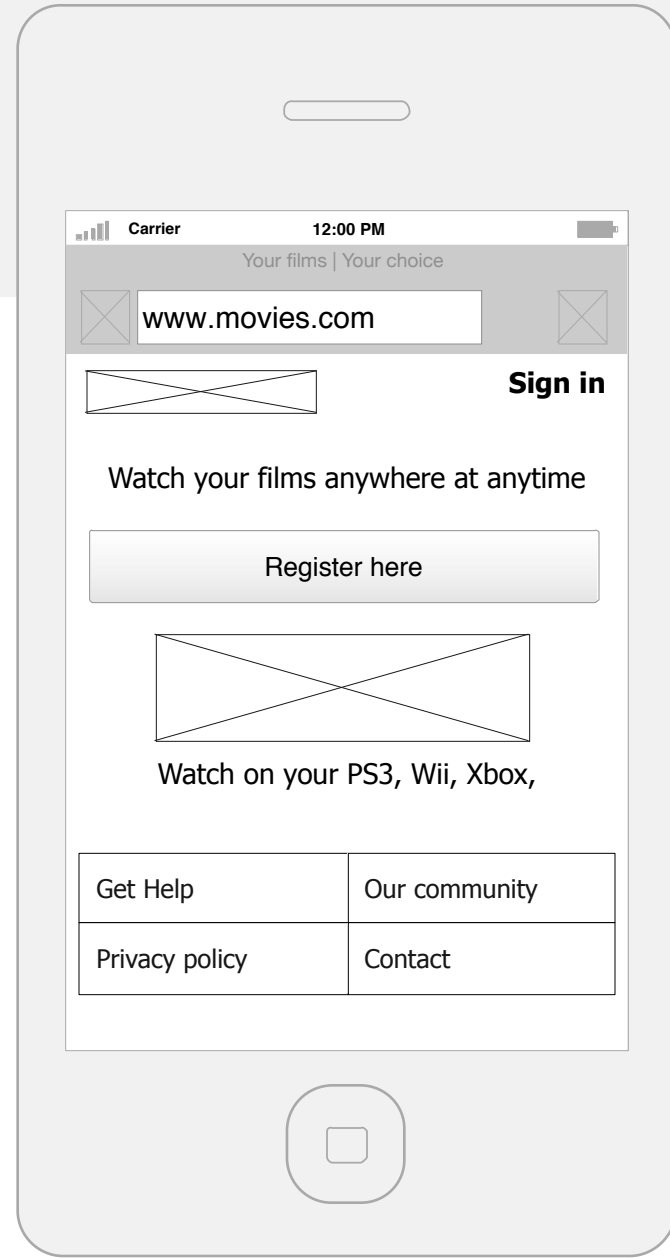 Carrier 12:00 PM
Your films | Your choice
www.movies.com
Sign in
Watch your films anywhere at anytime
Register here
Watch on your PS3, Wii, Xbox,
Get Help Our community
Privacy policy Contact